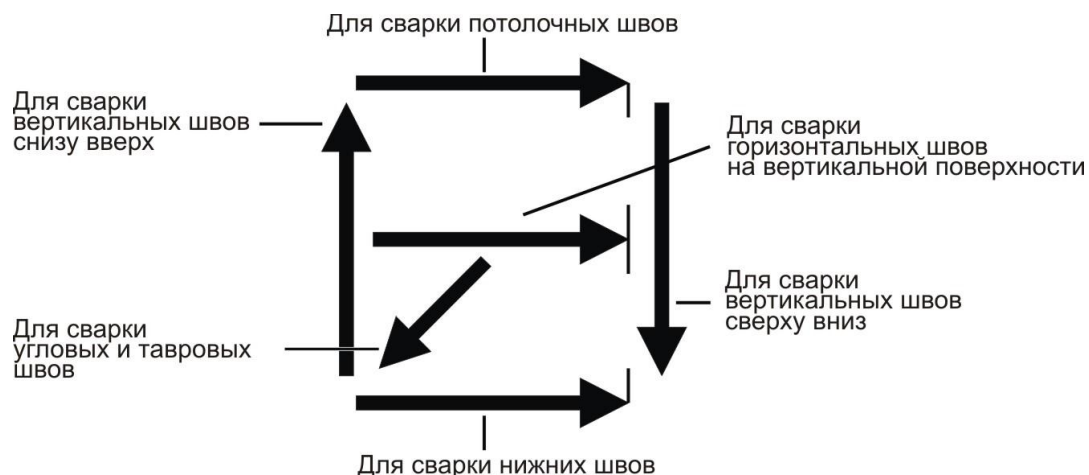 Для сварки потолочных швов
Для сварки
вертикальных швов
снизу вверх
Для сварки
горизонтальных швов
на вертикальной поверхности
Для сварки
вертикальных швов
сверху вниз
Для сварки
угловых и тавровых
швов
Для сварки нижних швов